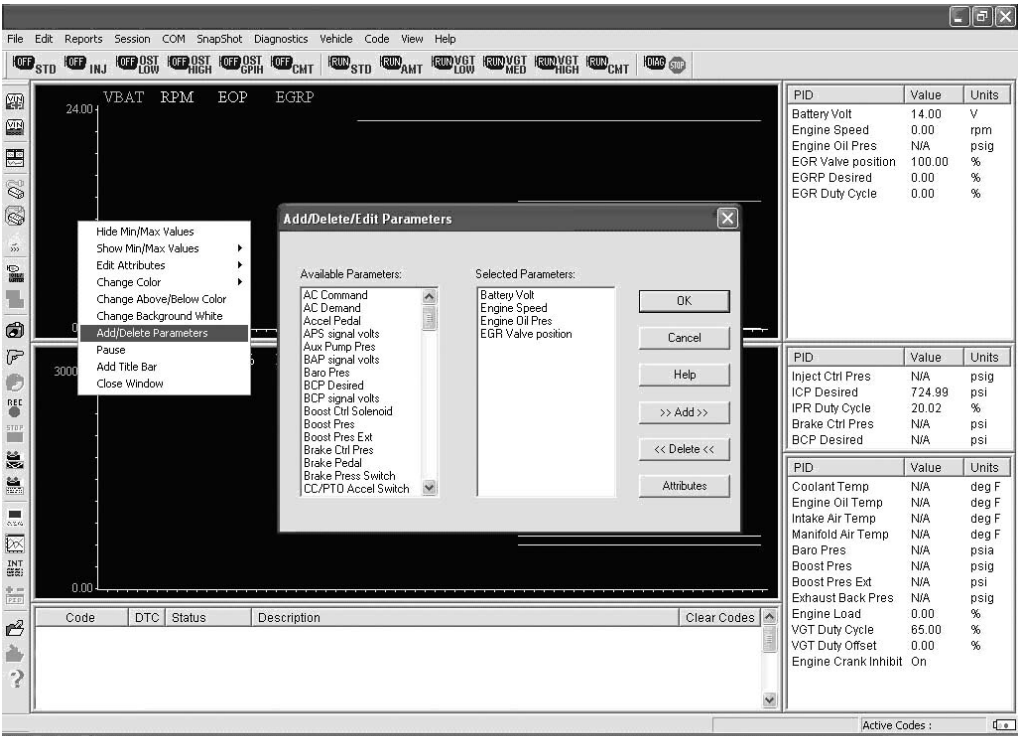 File Edit Reports Session COM SnapShot Diagnostics Vehicle Code View Help
OFF STD OFF INJ OFF OST LOW OFF OST HIGH OFF OST GPIH OFF CMT RUN STD RUN AMT RUN VGT LOW RUN VGT MED RUN VGT HIGH RUN CMT DIAG STOP
VIN
VIN
REC
STOP
INT
VBAT RPM EOP EGRP
24.00
0
3000
0.00
Hide Min/Max Values
Show Min/Max Values
Edit Attributes
Change Color
Change Above/Below Color
Change Background White
Add/Delete Parameters
Pause
Add Title Bar
Close Window
Add/Delete/Edit Parameters
Available Parameters:
AC Command
AC Demand
Accel Pedal
APS signal volts
Aux Pump Pres
BAP signal volts
Baro Pres
BCP Desired
BCP signal volts
Boost Ctrl Solenoid
Boost Pres
Boost Pres Ext
Brake Ctrl Pres
Brake Pedal
Brake Press Switch
CC/PTO Accel Switch
Selected Parameters:
Battery Volt
Engine Speed
Engine Oil Pres
EGR Valve position
OK
Cancel
Help
>> Add >>
<< Delete <<
Attributes
PID Value Units
Battery Volt 14.00 V
Engine Speed 0.00 rpm
Engine Oil Pres N/A psig
EGR Valve position 100.00 %
EGRP Desired 0.00 %
EGR Duty Cycle 0.00 %
PID Value Units
Inject Ctrl Pres N/A psig
ICP Desired 724.99 psi
IPR Duty Cycle 20.02 %
Brake Ctrl Pres N/A psi
BCP Desired N/A psi
PID Value Units
Coolant Temp N/A deg F
Engine Oil Temp N/A deg F
Intake Air Temp N/A deg F
Manifold Air Temp N/A deg F
Baro Pres N/A psia
Boost Pres N/A psig
Boost Pres Ext N/A psi
Exhaust Back Pres N/A psig
Engine Load 0.00 %
VGT Duty Cycle 65.00 %
VGT Duty Offset 0.00 %
Engine Crank Inhibit On
Code DTC Status Description Clear Codes
Active Codes :